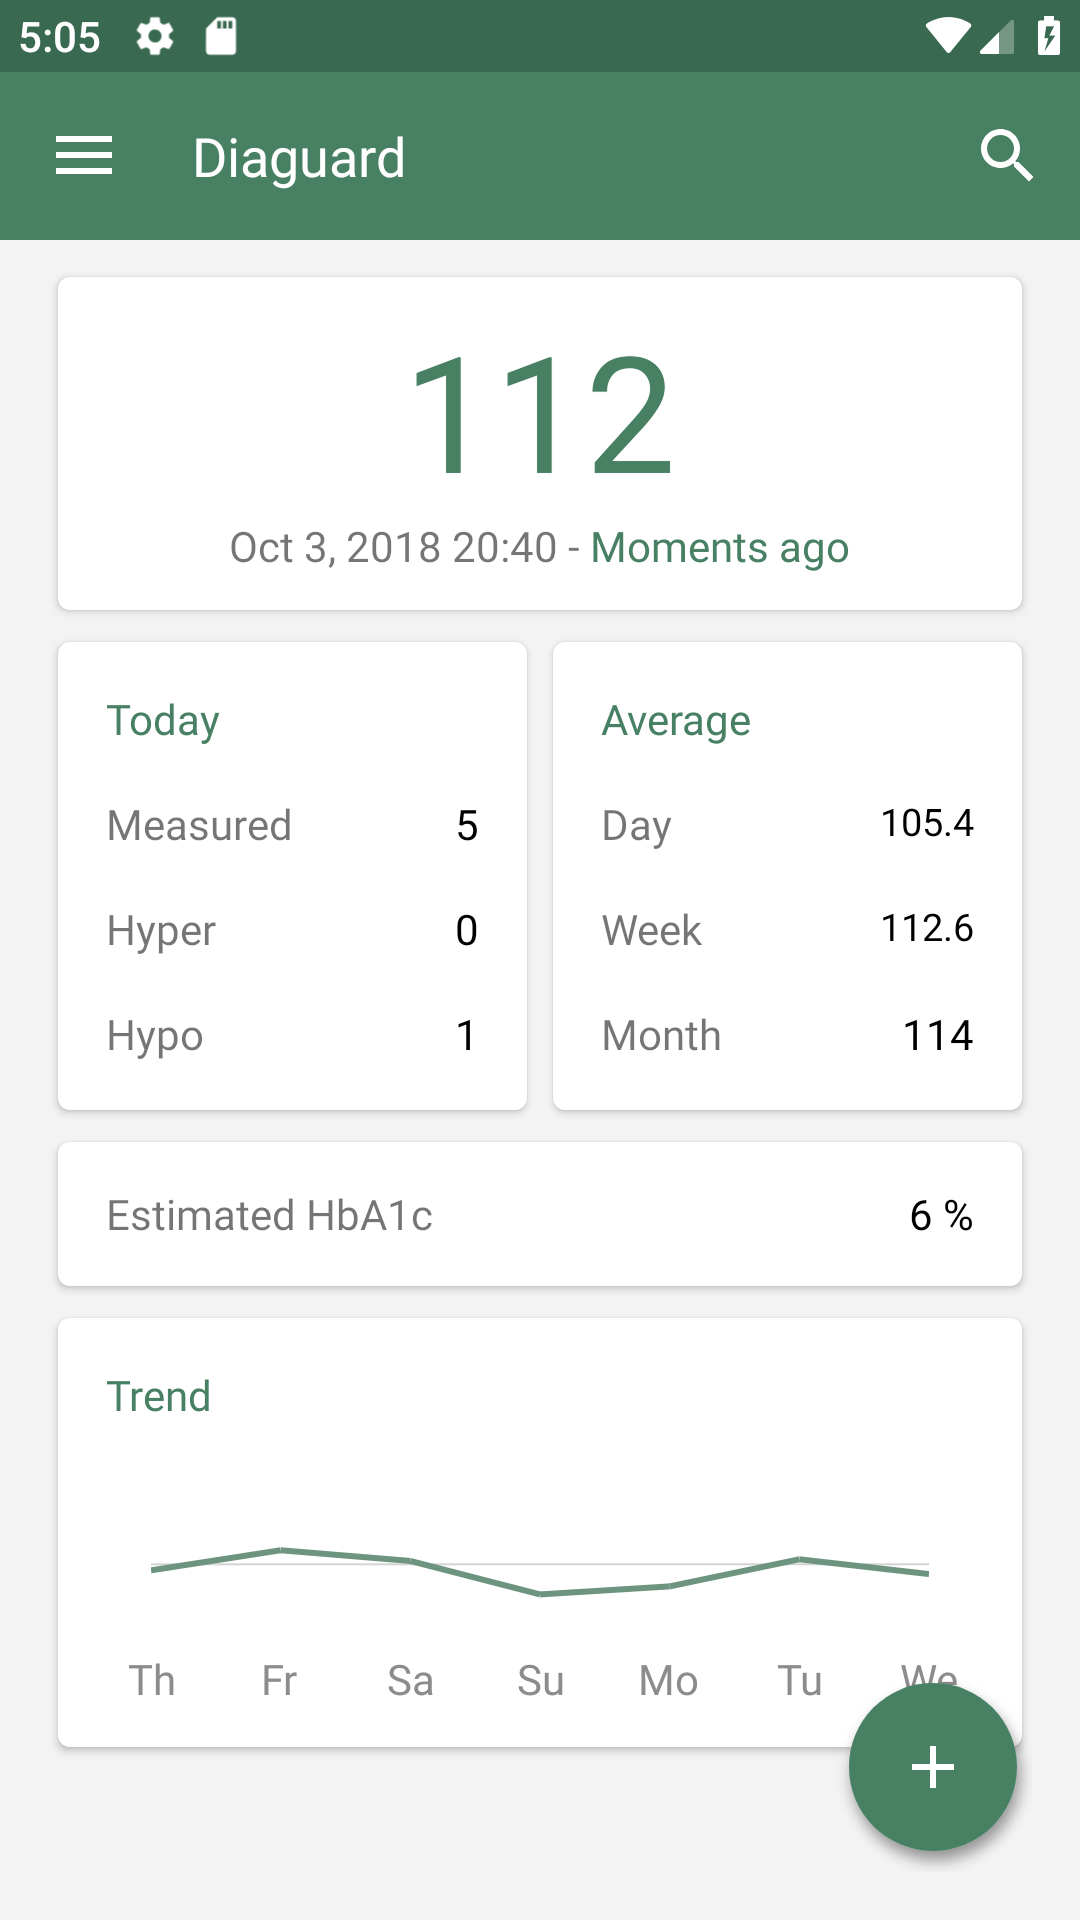 5:05
Diaguard
112
Oct 3, 2018 20:40 - Moments ago
Today
Measured 5
Hyper 0
Hypo 1
Average
Day 105.4
Week 112.6
Month 114
Estimated HbA1c 6 %
Trend
Th Fr Sa Su Mo Tu We